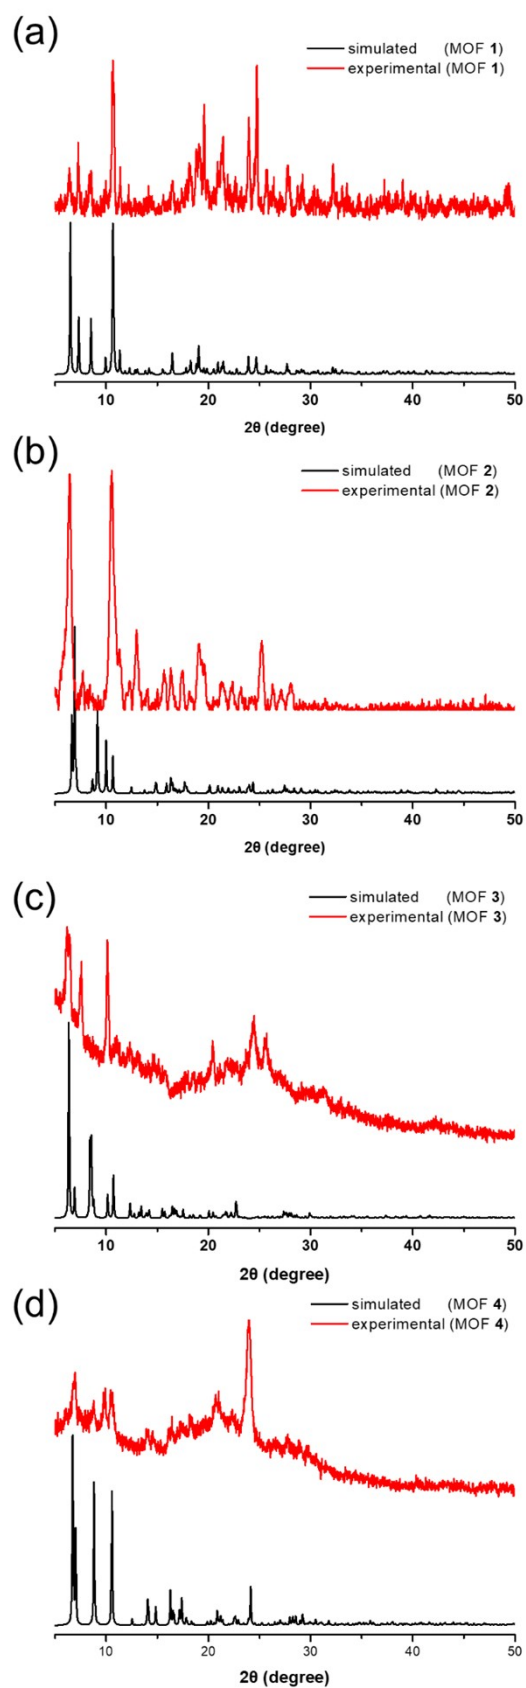 (a)
simulated (MOF 1)
experimental (MOF 1)
10 20 30 40 50
2θ (degree)
(b)
simulated (MOF 2)
experimental (MOF 2)
10 20 30 40 50
2θ (degree)
(c)
simulated (MOF 3)
experimental (MOF 3)
10 20 30 40 50
2θ (degree)
(d)
simulated (MOF 4)
experimental (MOF 4)
10 20 30 40 50
2θ (degree)